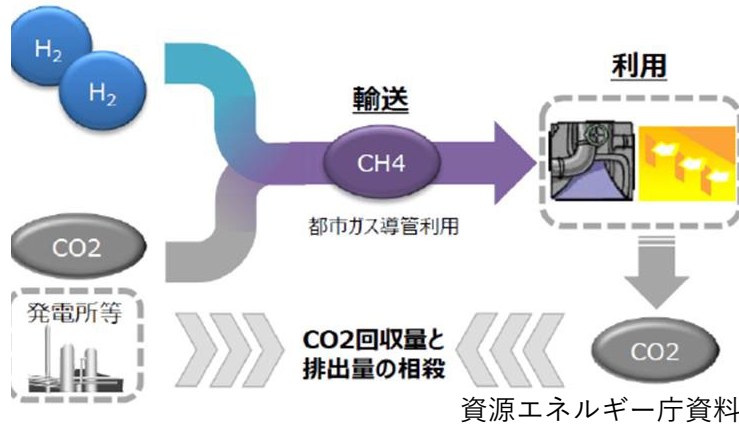 H2
H2
利用
輸送
CH4
都市ガス導管利用
CO2
発電所等
CO2回収量と
排出量の相殺
CO2
資源エネルギー庁資料